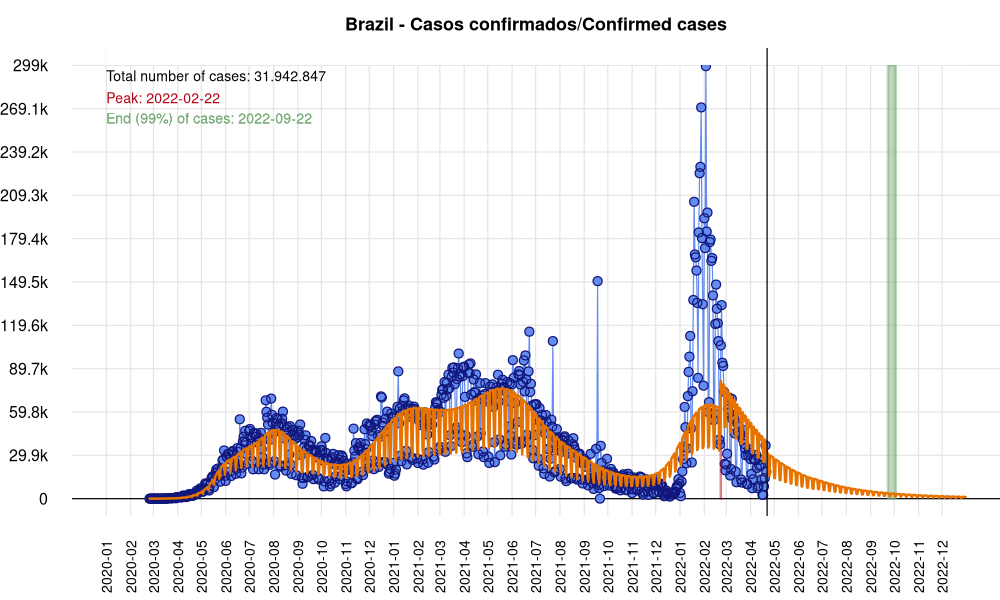 Brazil - Casos confirmados/Confirmed cases
299k
Total number of cases: 31.942.847
Peak: 2022-02-22
269.1k
End (99%) of cases: 2022-09-22
239.2k
209.3k
179.4k
149.5k
119.6k
89.7k
59.8k
29.9k
0
2020-01
2020-02
2020-03
2020-04
2020-05
2020-06
2020-07
2020-08
2020-09
2020-10
2020-11
2020-12
2021-01
2021-02
2021-03
2021-04
2021-05
2021-06
2021-07
2021-08
2021-09
2021-10
2021-11
2021-12
2022-01
2022-02
2022-03
2022-04
2022-05
2022-06
2022-07
2022-08
2022-09
2022-10
2022-11
2022-12